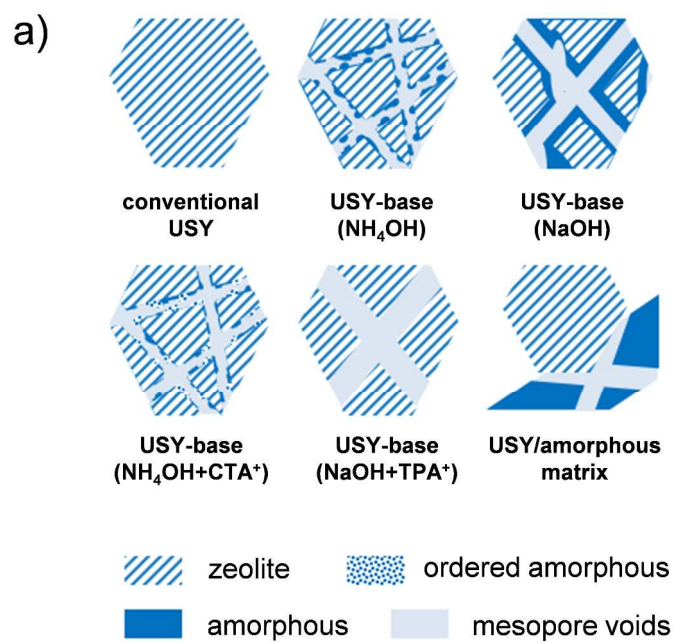 a)
conventional
USY
USY-base
(NH₄OH)
USY-base
(NaOH)
USY-base
(NH₄OH+CTA⁺)
USY-base
(NaOH+TPA⁺)
USY/amorphous
matrix
zeolite
ordered amorphous
amorphous
mesopore voids